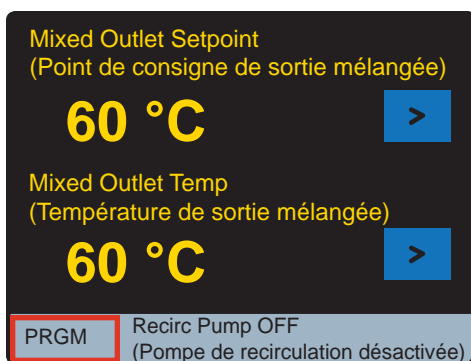 Mixed Outlet Setpoint
(Point de consigne de sortie mélangée)
60 °C
>
Mixed Outlet Temp
(Température de sortie mélangée)
60 °C
>
PRGM
Recirc Pump OFF
(Pompe de recirculation désactivée)